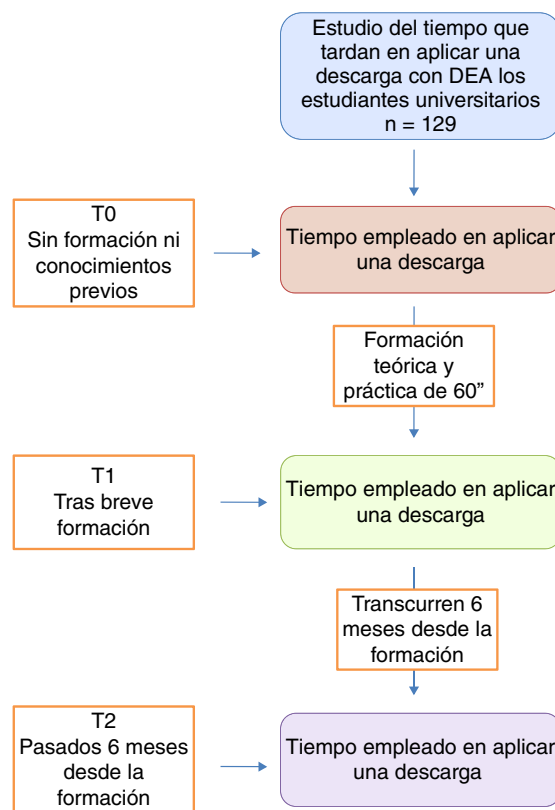 Estudio del tiempo que
tardan en aplicar una
descarga con DEA los
estudiantes universitarios
n = 129
T0
Sin formación ni
conocimientos
previos
Tiempo empleado en aplicar
una descarga
Formación
teórica y
práctica de 60”
T1
Tras breve
formación
Tiempo empleado en aplicar
una descarga
Transcurren 6
meses desde la
formación
T2
Pasados 6 meses
desde la
formación
Tiempo empleado en aplicar
una descarga